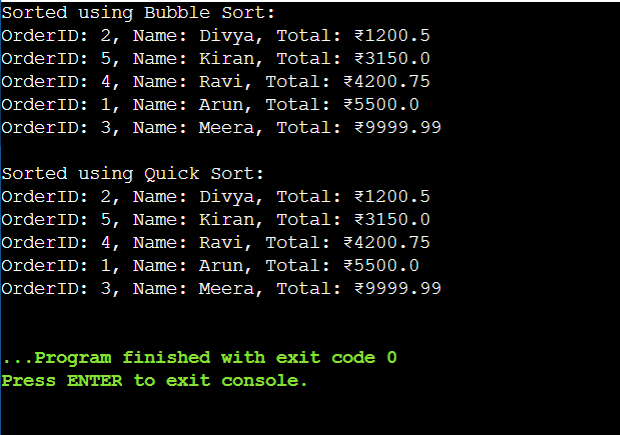 Sorted using Bubble Sort:
OrderID: 2, Name: Divya, Total: ₹1200.5
OrderID: 5, Name: Kiran, Total: ₹3150.0
OrderID: 4, Name: Ravi, Total: ₹4200.75
OrderID: 1, Name: Arun, Total: ₹5500.0
OrderID: 3, Name: Meera, Total: ₹9999.99
Sorted using Quick Sort:
OrderID: 2, Name: Divya, Total: ₹1200.5
OrderID: 5, Name: Kiran, Total: ₹3150.0
OrderID: 4, Name: Ravi, Total: ₹4200.75
OrderID: 1, Name: Arun, Total: ₹5500.0
OrderID: 3, Name: Meera, Total: ₹9999.99
...Program finished with exit code 0
Press ENTER to exit console.